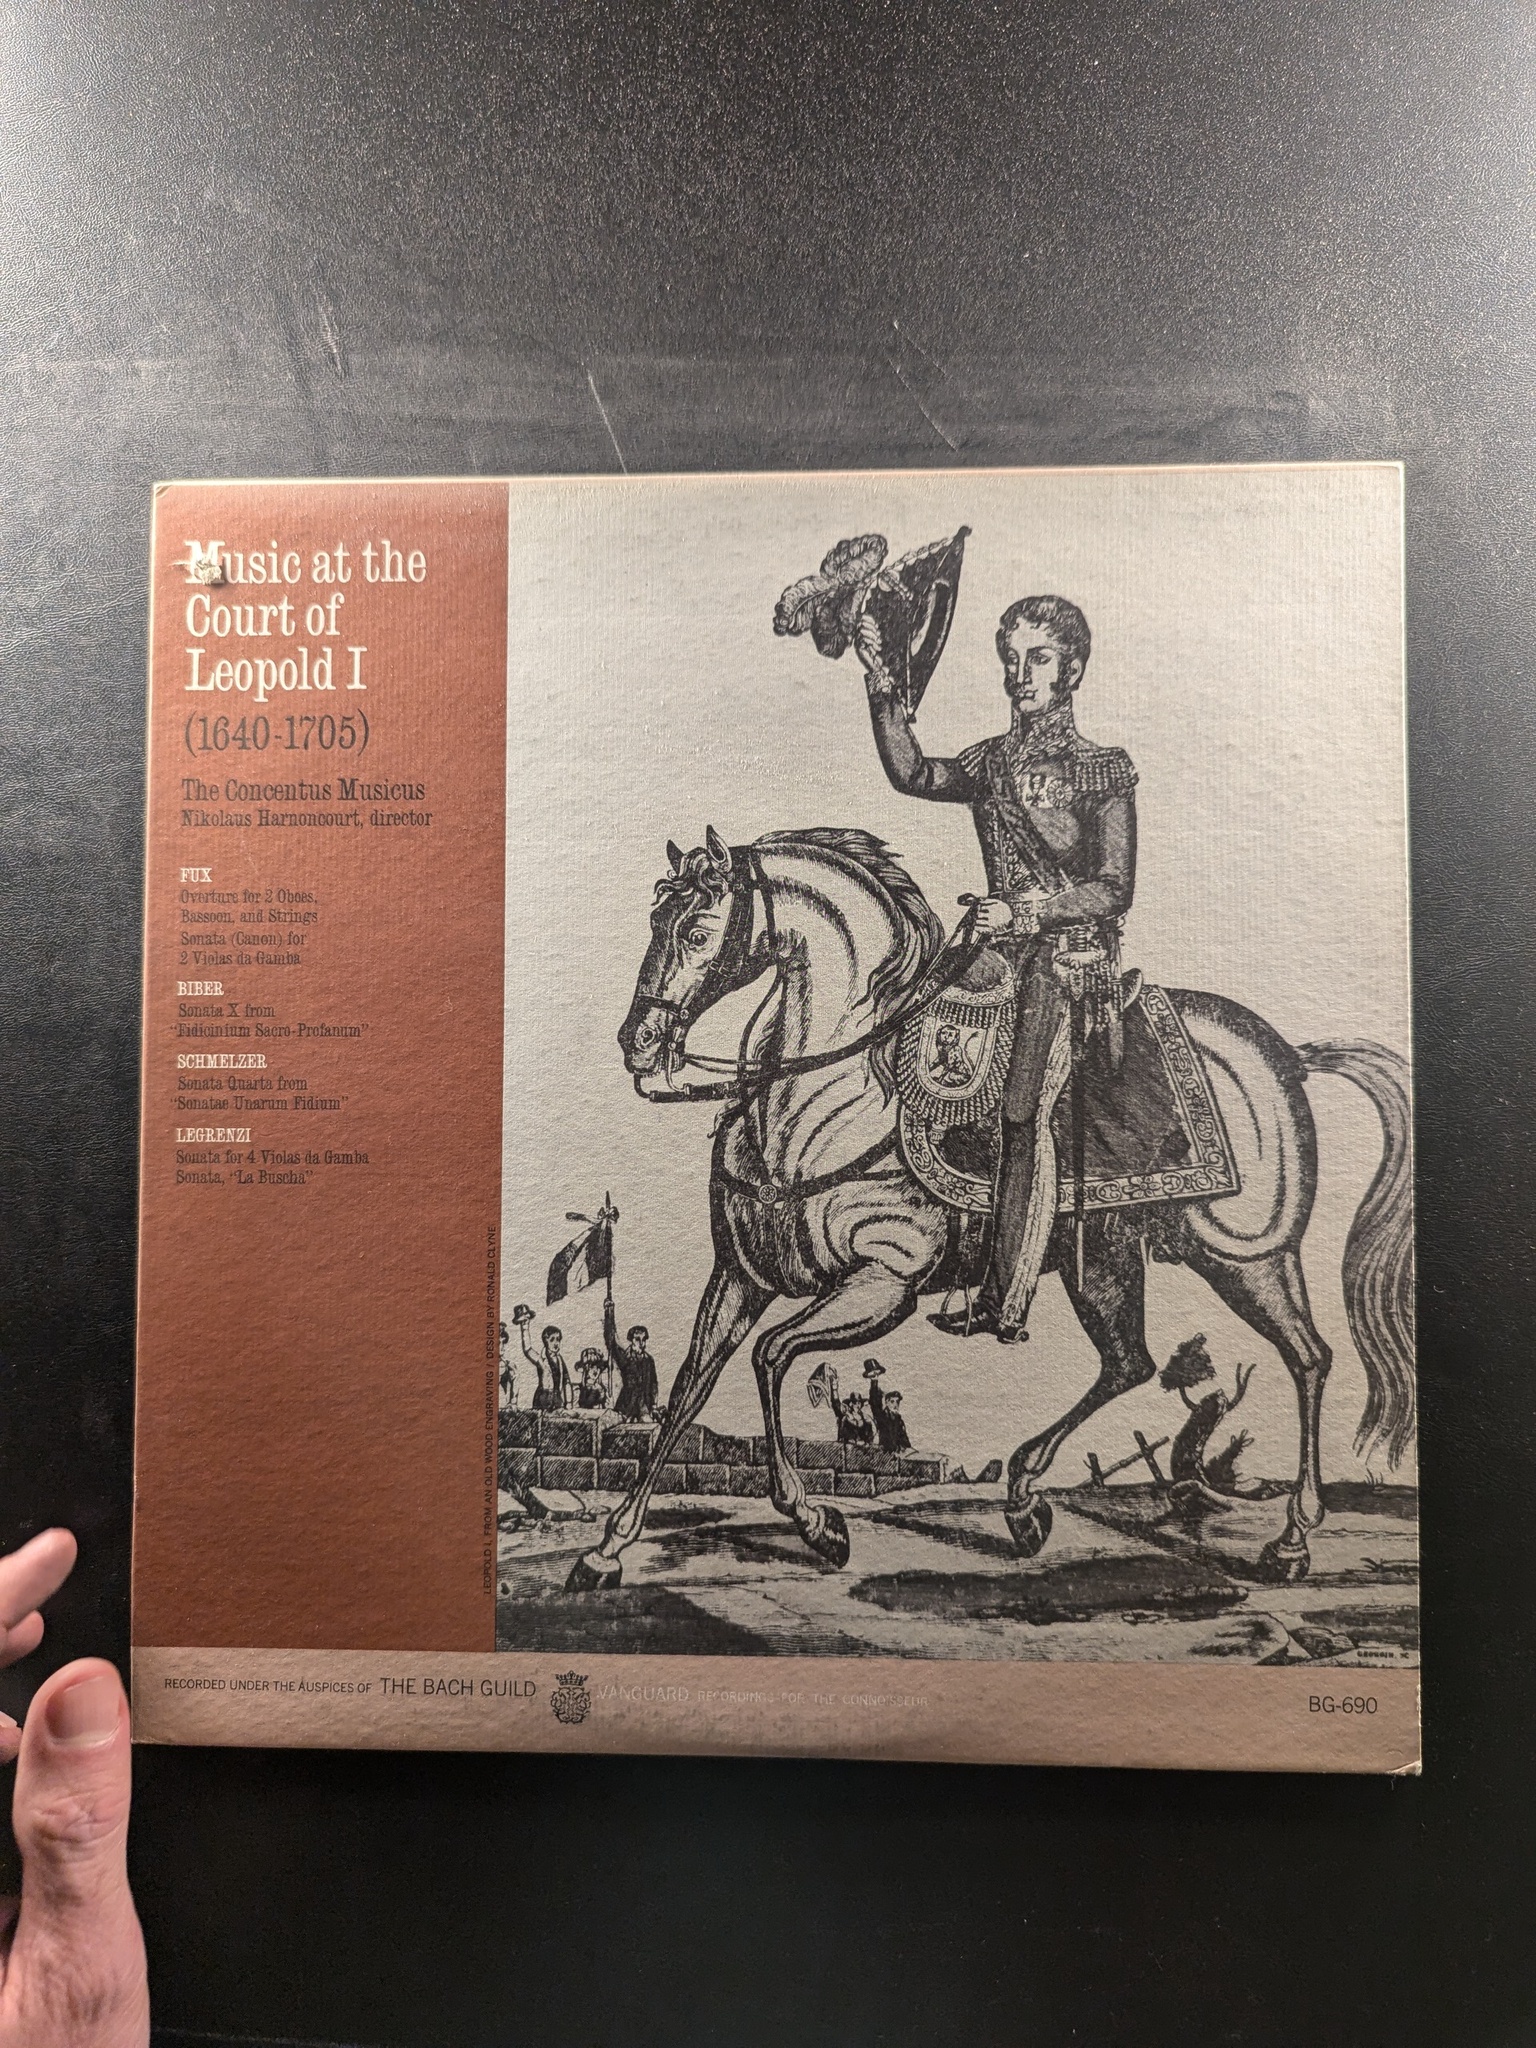 Music at the
Court of
Leopold I
(1640-1705)
The Concentus Musicus
Nikolaus Harnoncourt, director
FUX
Overture for 2 Oboes,
Bassoon, and Strings
Sonata (Canon) for
2 Violas da Gamba
BIBER
Sonata X from
"Fidicinium Sacro-Profanum"
SCHMELZER
Sonata Quarta from
"Sonatae Unarum Fidium"
LEGRENZI
Sonata for 4 Violas da Gamba
Sonata, "La Buscha"
LEOPOLD I, FROM AN OLD WOOD ENGRAVING / DESIGN BY RONALD CLYNE
RECORDED UNDER THE AUSPICES OF THE BACH GUILD VANGUARD RECORDINGS FOR THE CONNOISSEUR
BG-690